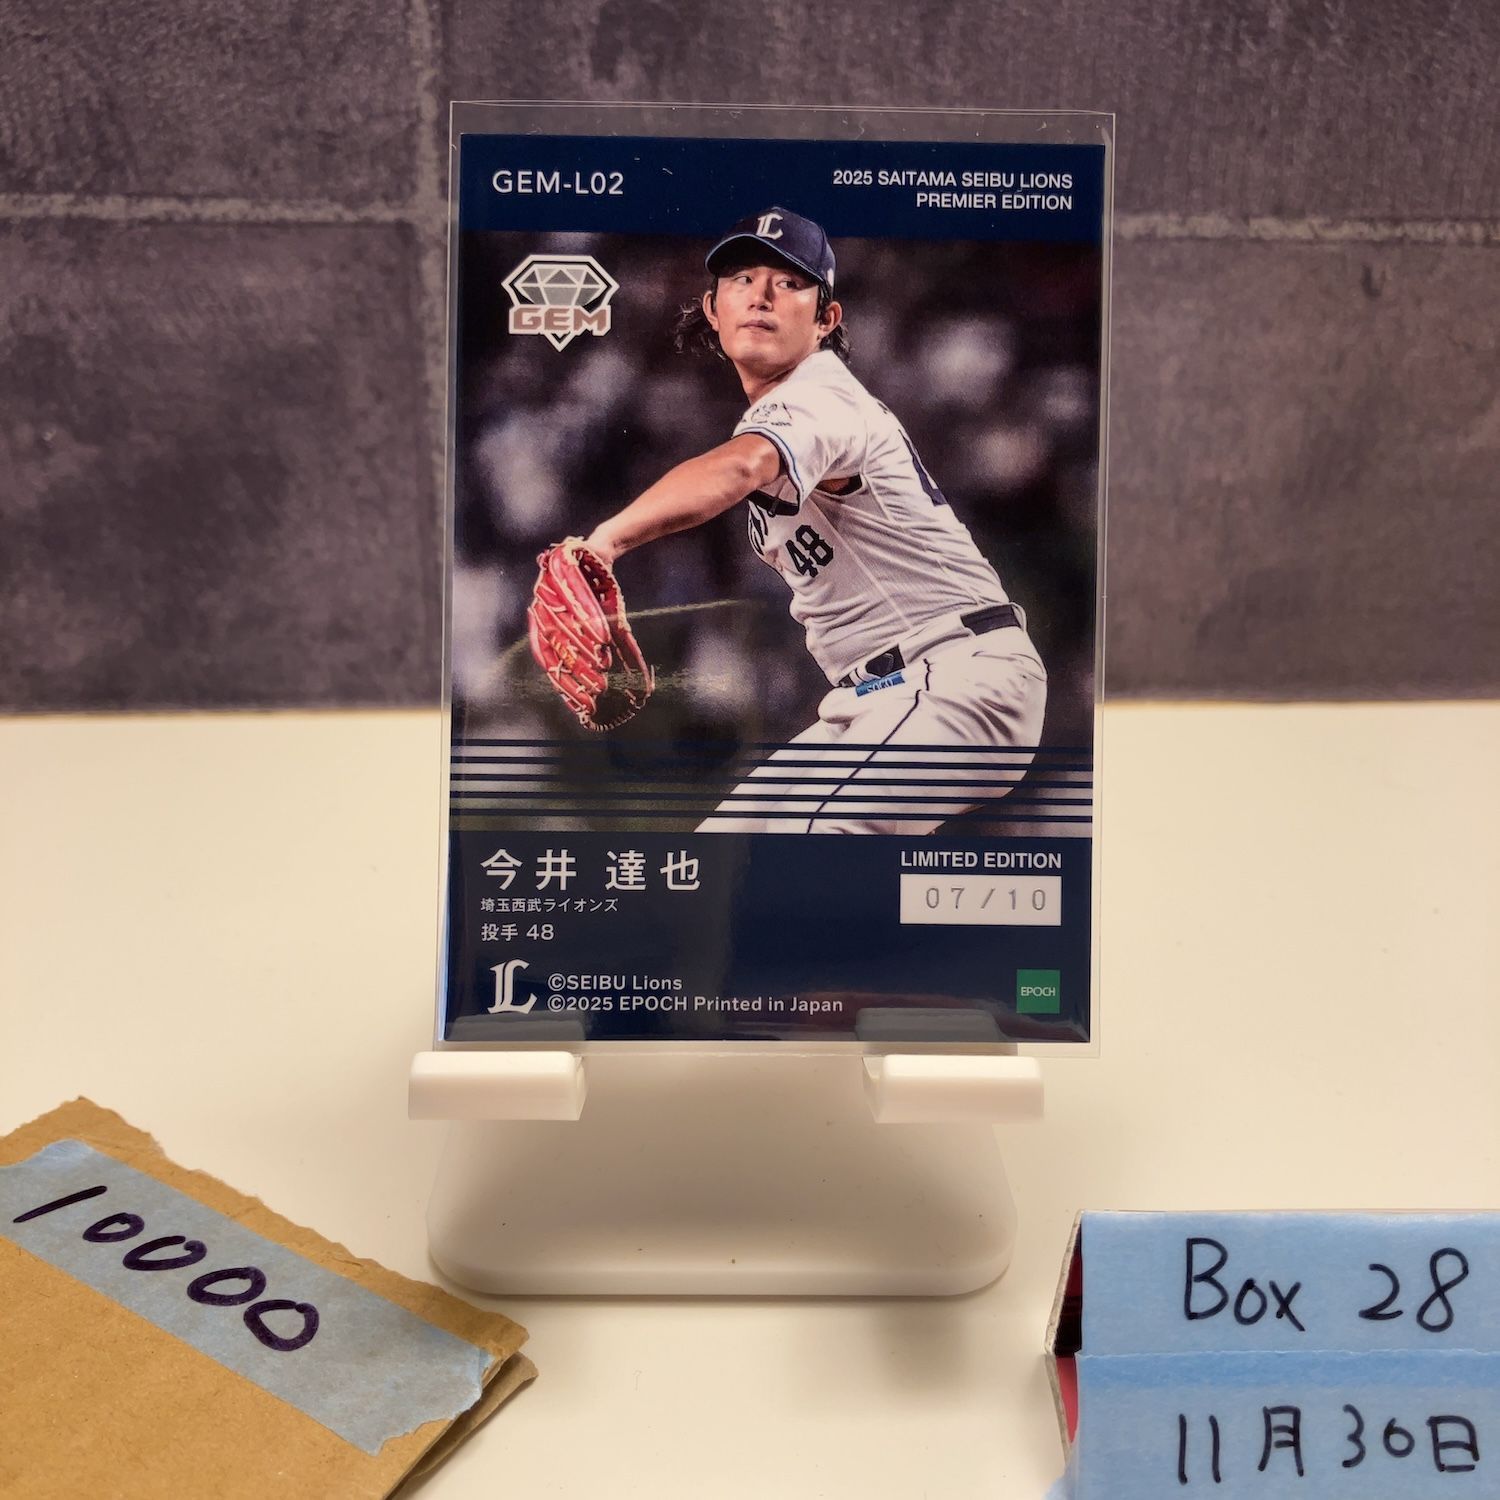 GEM-L02
2025 SAITAMA SEIBU LIONS
PREMIER EDITION
L
GEM
48
今井 達也
埼玉西武ライオンズ
投手 48
LIMITED EDITION
07/10
L
©SEIBU Lions
©2025 EPOCH Printed in Japan
EPOCH
10000
Box 28
11月30日